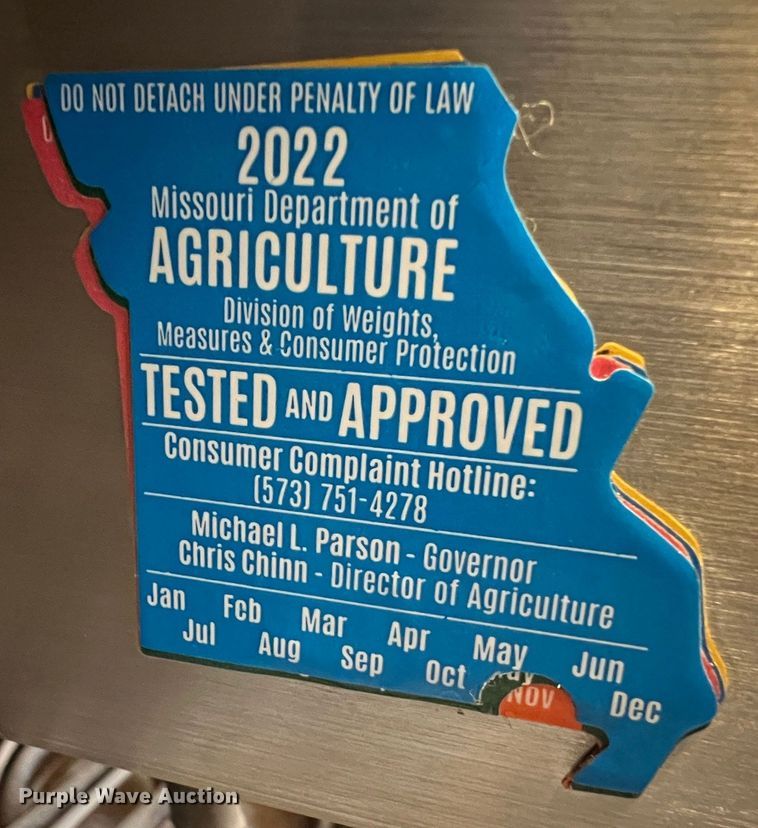 DO NOT DETACH UNDER PENALTY OF LAW
2022
Missouri Department of
AGRICULTURE
Division of Weights,
Measures & Consumer Protection
TESTED AND APPROVED
Consumer Complaint Hotline:
(573) 751-4278
Michael L. Parson - Governor
Chris Chinn - Director of Agriculture
Jan Feb Mar Apr May Jun
Jul Aug Sep Oct Nov Dec
Purple Wave Auction